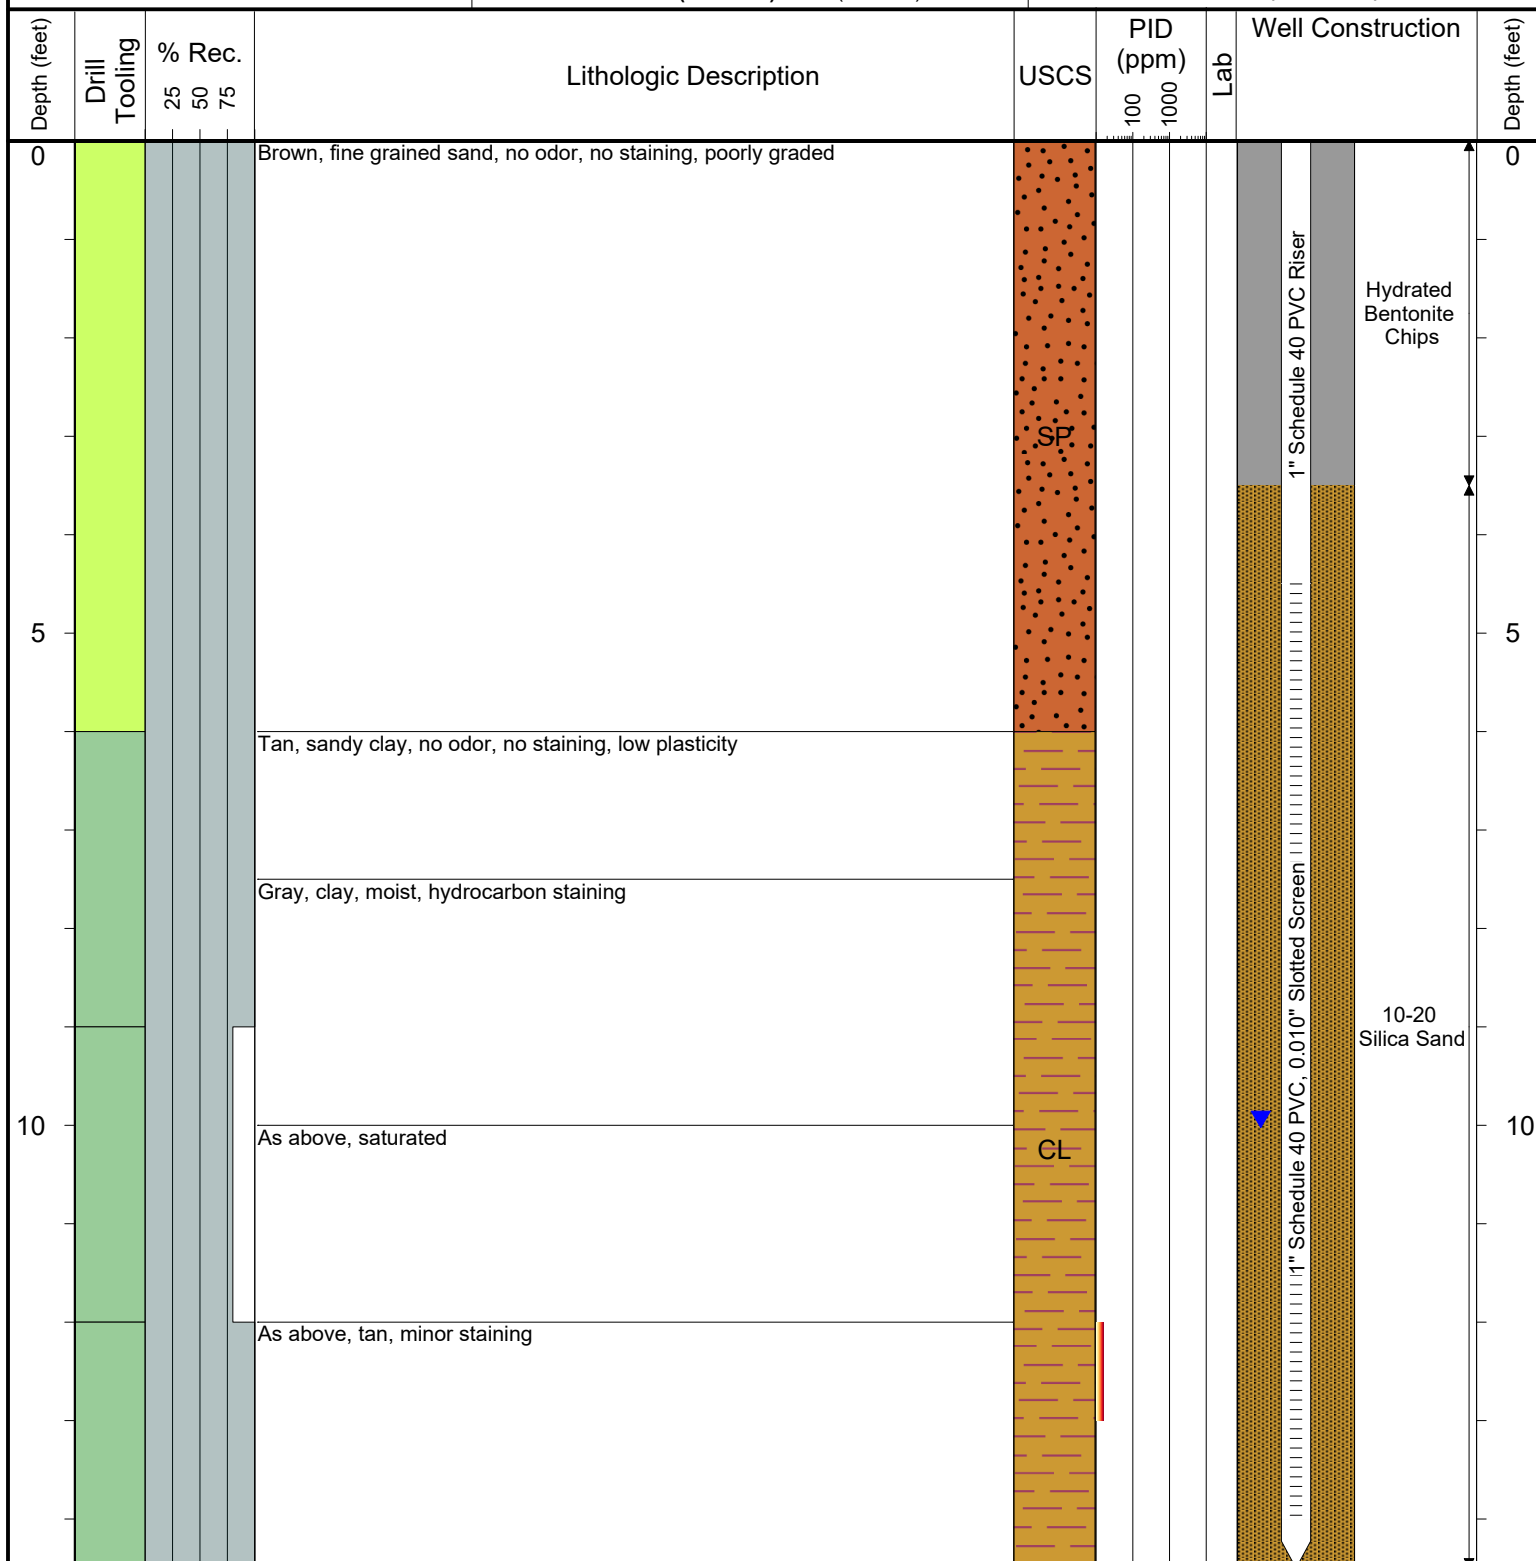 Depth (feet)
Drill
Tooling
% Rec.
25
50
75
Lithologic Description
USCS
PID
(ppm)
100
1000
Lab
Well Construction
Depth (feet)
0
Brown, fine grained sand, no odor, no staining, poorly graded
0
1" Schedule 40 PVC Riser
Hydrated
Bentonite
Chips
SP
5
5
Tan, sandy clay, no odor, no staining, low plasticity
Gray, clay, moist, hydrocarbon staining
1" Schedule 40 PVC, 0.010" Slotted Screen
10-20
Silica Sand
10
As above, saturated
CL
10
As above, tan, minor staining